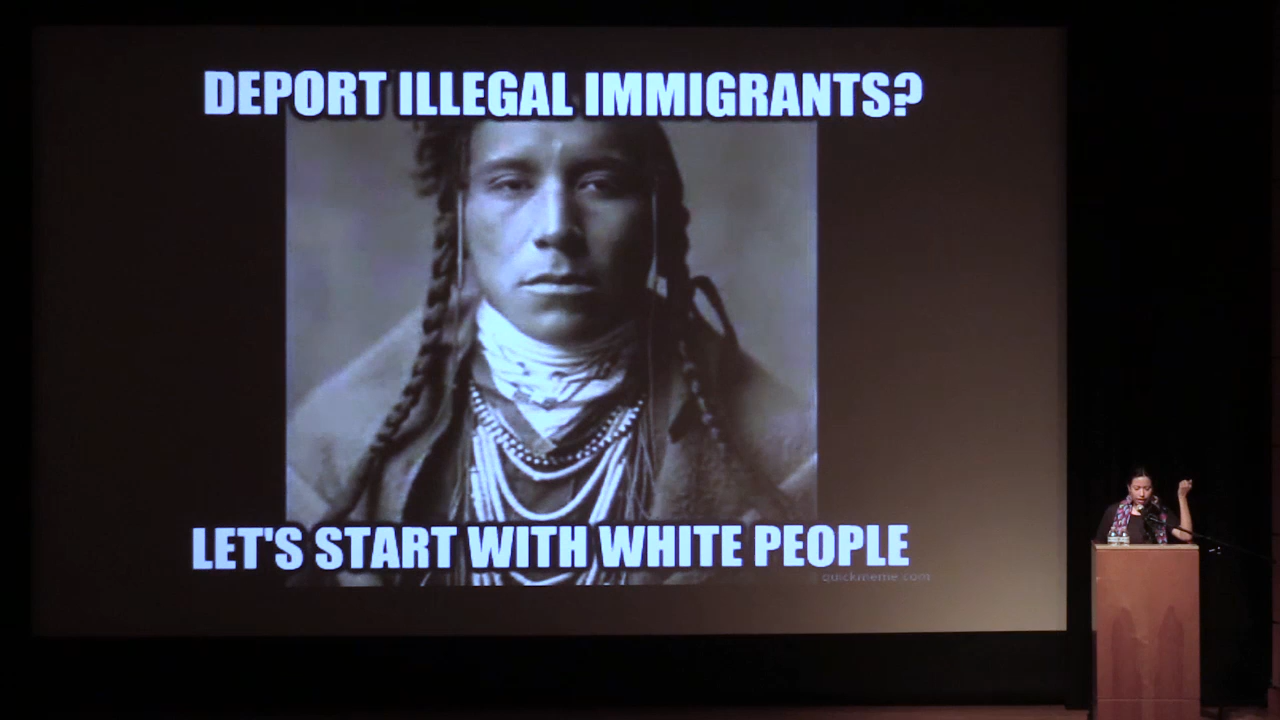 DEPORT ILLEGAL IMMIGRANTS?
LET'S START WITH WHITE PEOPLE
quickmeme.com